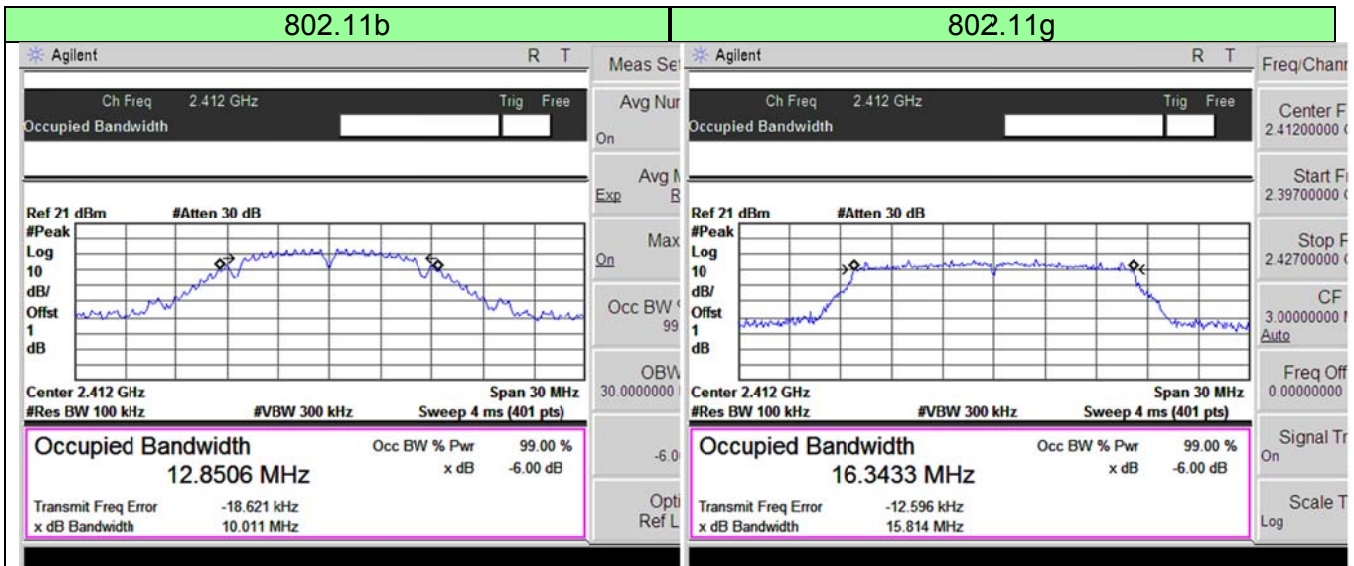 802.11b
Agilent R T
Ch Freq 2.412 GHz Trig Free
Occupied Bandwidth
Meas Set
Avg Nur
On
Avg M
Exp R
Max
On
Occ BW %
99
OBW
30.0000000
-6.0
Opti
Ref L
Ref 21 dBm #Atten 30 dB
#Peak
Log
10
dB/
Offst
1
dB
Center 2.412 GHz Span 30 MHz
#Res BW 100 kHz #VBW 300 kHz Sweep 4 ms (401 pts)
Occupied Bandwidth Occ BW % Pwr 99.00 %
12.8506 MHz x dB -6.00 dB
Transmit Freq Error -18.621 kHz
x dB Bandwidth 10.011 MHz
802.11g
Agilent R T
Ch Freq 2.412 GHz Trig Free
Occupied Bandwidth
Freq/Chann
Center F
2.41200000
Start Fr
2.39700000
Stop F
2.42700000
CF
3.00000000
Auto
Freq Off
0.00000000
Signal Tr
On
Scale T
Log
Ref 21 dBm #Atten 30 dB
#Peak
Log
10
dB/
Offst
1
dB
Center 2.412 GHz Span 30 MHz
#Res BW 100 kHz #VBW 300 kHz Sweep 4 ms (401 pts)
Occupied Bandwidth Occ BW % Pwr 99.00 %
16.3433 MHz x dB -6.00 dB
Transmit Freq Error -12.596 kHz
x dB Bandwidth 15.814 MHz